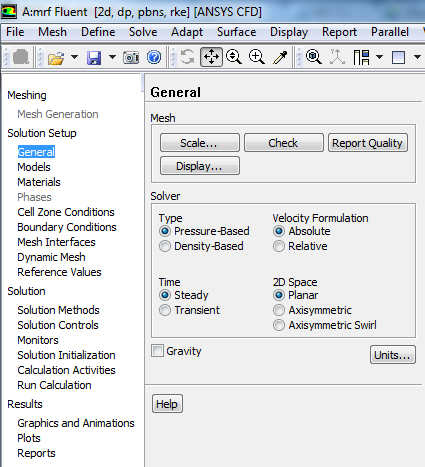 A:mrf Fluent [2d, dp, pbns, rke] [ANSYS CFD]
File Mesh Define Solve Adapt Surface Display Report Parallel
Meshing
Mesh Generation
Solution Setup
General
Models
Materials
Phases
Cell Zone Conditions
Boundary Conditions
Mesh Interfaces
Dynamic Mesh
Reference Values
Solution
Solution Methods
Solution Controls
Monitors
Solution Initialization
Calculation Activities
Run Calculation
Results
Graphics and Animations
Plots
Reports
General
Mesh
Scale... Check Report Quality
Display...
Solver
Type
Pressure-Based
Density-Based
Velocity Formulation
Absolute
Relative
Time
Steady
Transient
2D Space
Planar
Axisymmetric
Axisymmetric Swirl
Gravity
Units...
Help